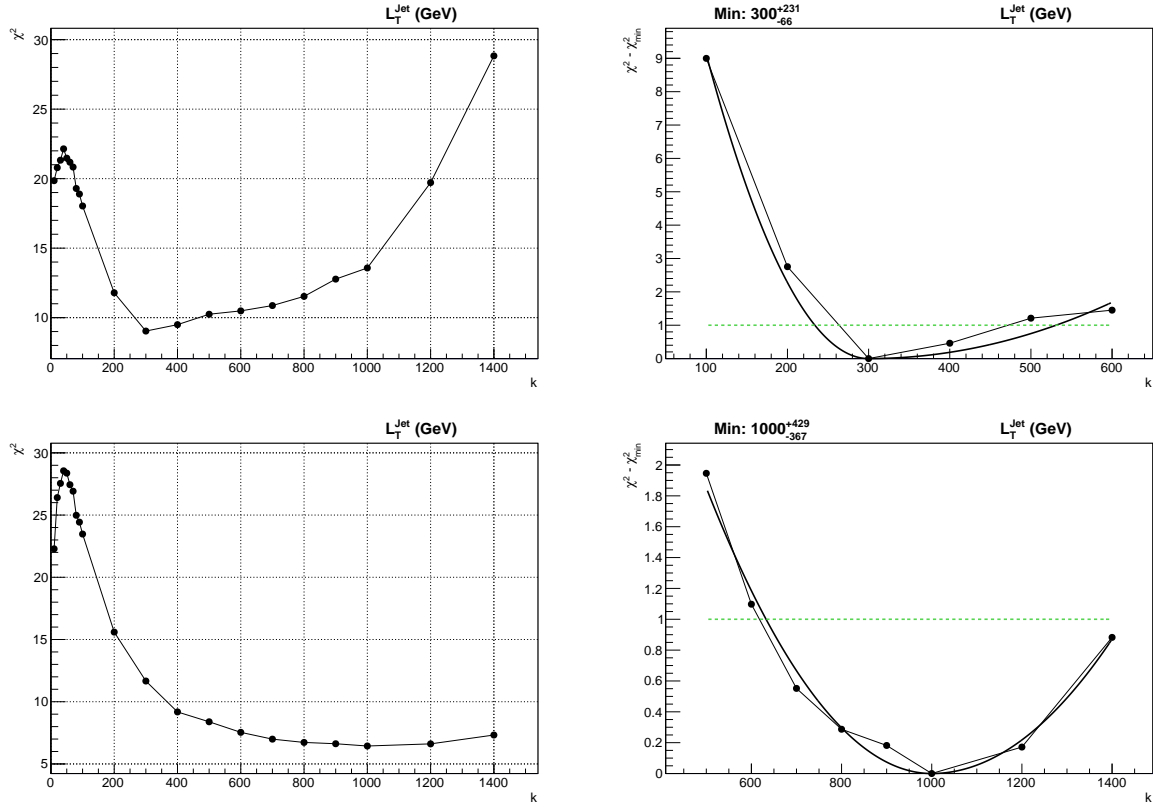 L_T^Jet (GeV)
χ²
30
25
20
15
10
0 200 400 600 800 1000 1200 1400
k
Min: 300 +231 -66 L_T^Jet (GeV)
χ² - χ²_min
9
8
7
6
5
4
3
2
1
0
100 200 300 400 500 600
k
L_T^Jet (GeV)
χ²
30
25
20
15
10
5
0 200 400 600 800 1000 1200 1400
k
Min: 1000 +429 -367 L_T^Jet (GeV)
χ² - χ²_min
2
1.8
1.6
1.4
1.2
1
0.8
0.6
0.4
0.2
0
600 800 1000 1200 1400
k